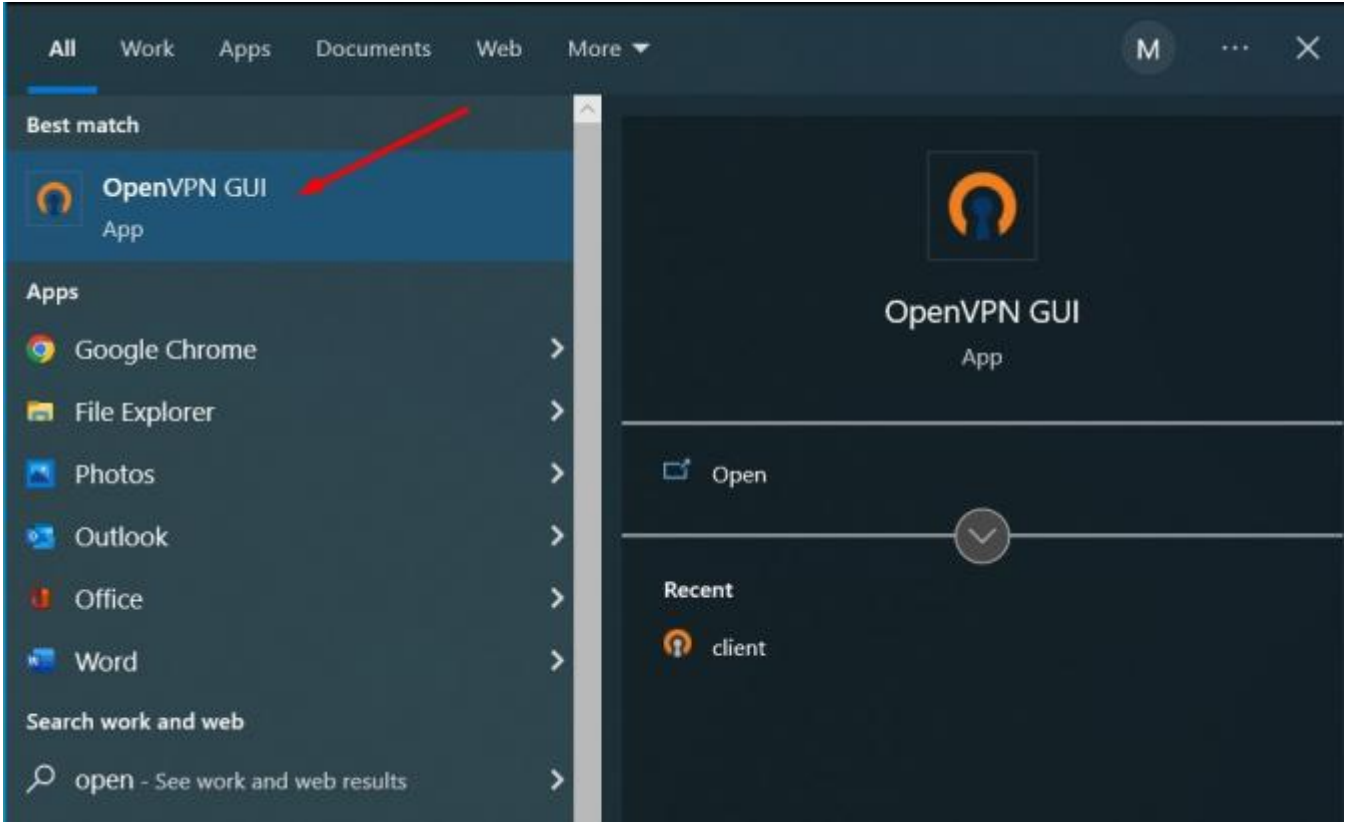 All Work Apps Documents Web More M ...
Best match
OpenVPN GUI
App
Apps
Google Chrome
File Explorer
Photos
Outlook
Office
Word
Search work and web
open - See work and web results
OpenVPN GUI
App
Open
Recent
client